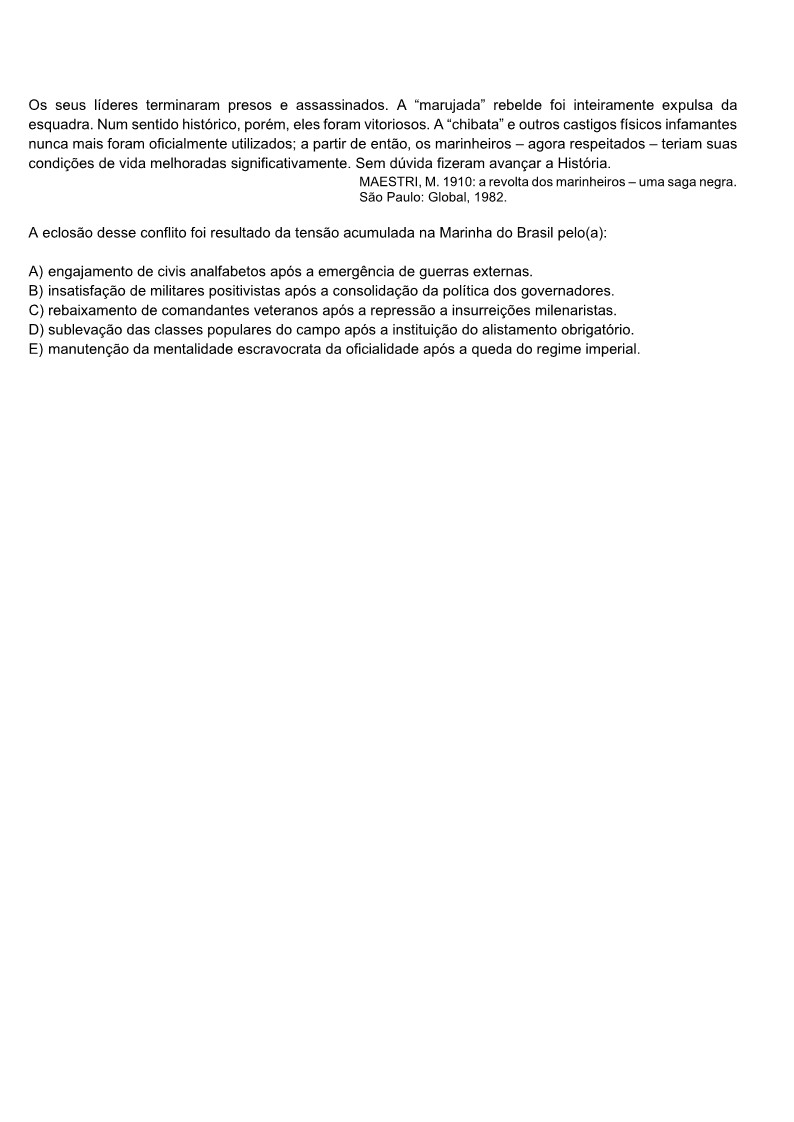 Os seus líderes terminaram presos e assassinados. A “marujada” rebelde foi inteiramente expulsa da
esquadra. Num sentido histórico, porém, eles foram vitoriosos. A “chibata” e outros castigos físicos infamantes
nunca mais foram oficialmente utilizados; a partir de então, os marinheiros – agora respeitados – teriam suas
condições de vida melhoradas significativamente. Sem dúvida fizeram avançar a História.
MAESTRI, M. 1910: a revolta dos marinheiros – uma saga negra.
São Paulo: Global, 1982.
A eclosão desse conflito foi resultado da tensão acumulada na Marinha do Brasil pelo(a):
A) engajamento de civis analfabetos após a emergência de guerras externas.
B) insatisfação de militares positivistas após a consolidação da política dos governadores.
C) rebaixamento de comandantes veteranos após a repressão a insurreições milenaristas.
D) sublevação das classes populares do campo após a instituição do alistamento obrigatório.
E) manutenção da mentalidade escravocrata da oficialidade após a queda do regime imperial.